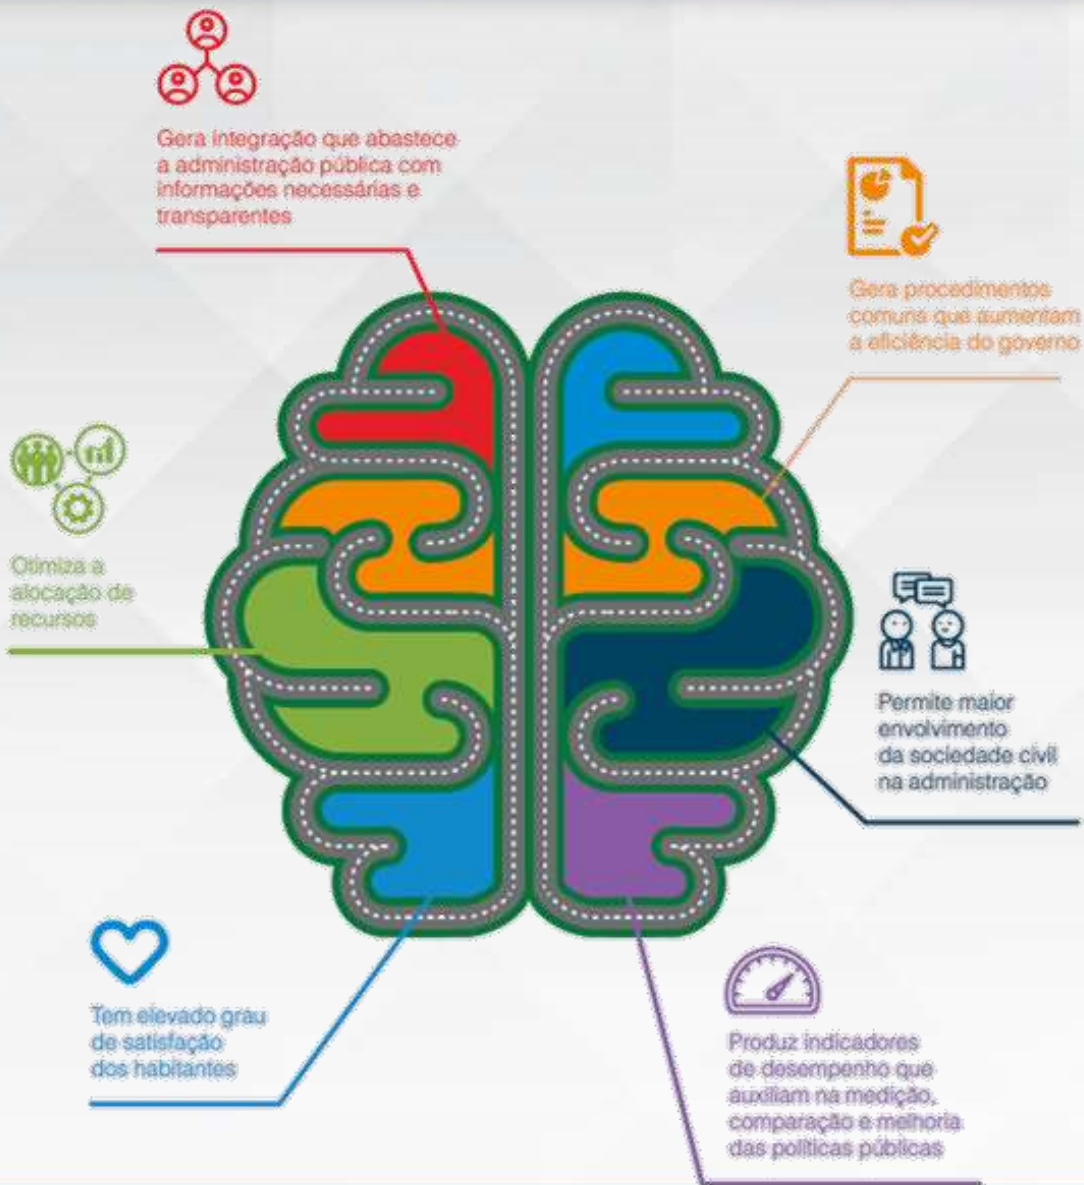 Gera integração que abastece
a administração pública com
informações necessárias e
transparentes
Gera procedimentos
comuns que aumentam
a eficiência do governo
Otimiza a
alocação de
recursos
Permite maior
envolvimento
da sociedade civil
na administração
Tem elevado grau
de satisfação
dos habitantes
Produz indicadores
de desempenho que
auxiliam na medição,
comparação e melhoria
das políticas públicas